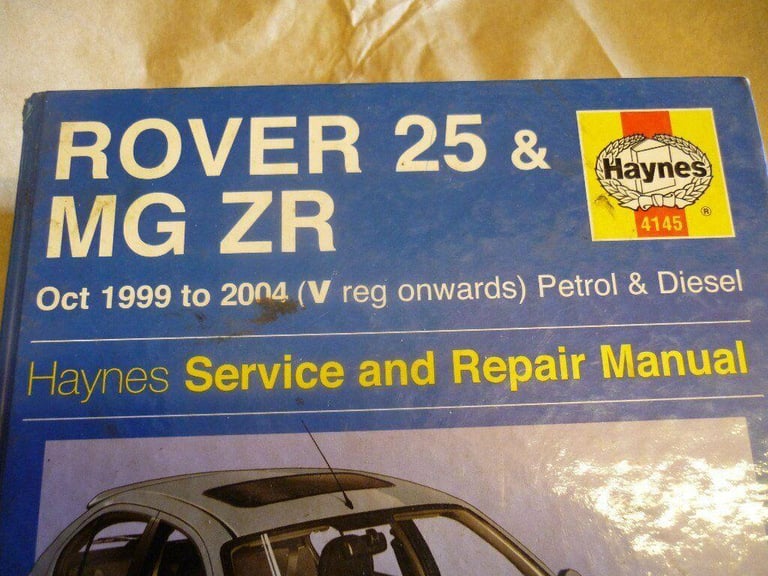 ROVER 25 &
MG ZR
Haynes
®
4145
Oct 1999 to 2004 (V reg onwards) Petrol & Diesel
Haynes Service and Repair Manual